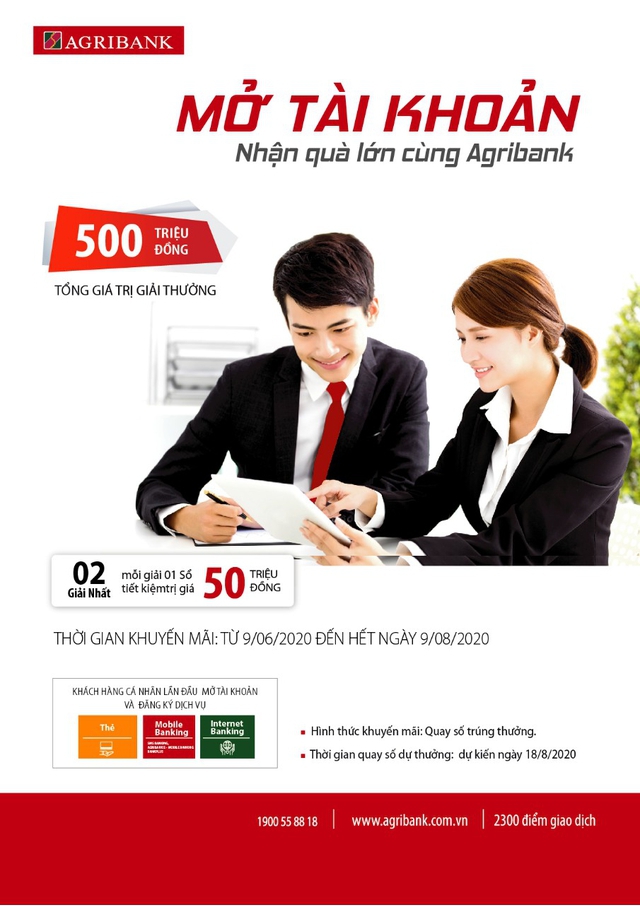 AGRIBANK
MỞ TÀI KHOẢN
Nhận quà lớn cùng Agribank
500 TRIỆU
ĐỒNG
TỔNG GIÁ TRỊ GIẢI THƯỞNG
02
Giải Nhất
mỗi giải 01 Sổ
tiết kiệmtrị giá
50 TRIỆU
ĐỒNG
THỜI GIAN KHUYẾN MÃI: TỪ 9/06/2020 ĐẾN HẾT NGÀY 9/08/2020
KHÁCH HÀNG CÁ NHÂN LẦN ĐẦU MỞ TÀI KHOẢN
VÀ ĐĂNG KÝ DỊCH VỤ
Thẻ
Mobile
Banking
Internet
Banking
Hình thức khuyến mãi: Quay số trúng thưởng.
Thời gian quay số dự thưởng: dự kiến ngày 18/8/2020
1900 55 88 18 | www.agribank.com.vn | 2300 điểm giao dịch